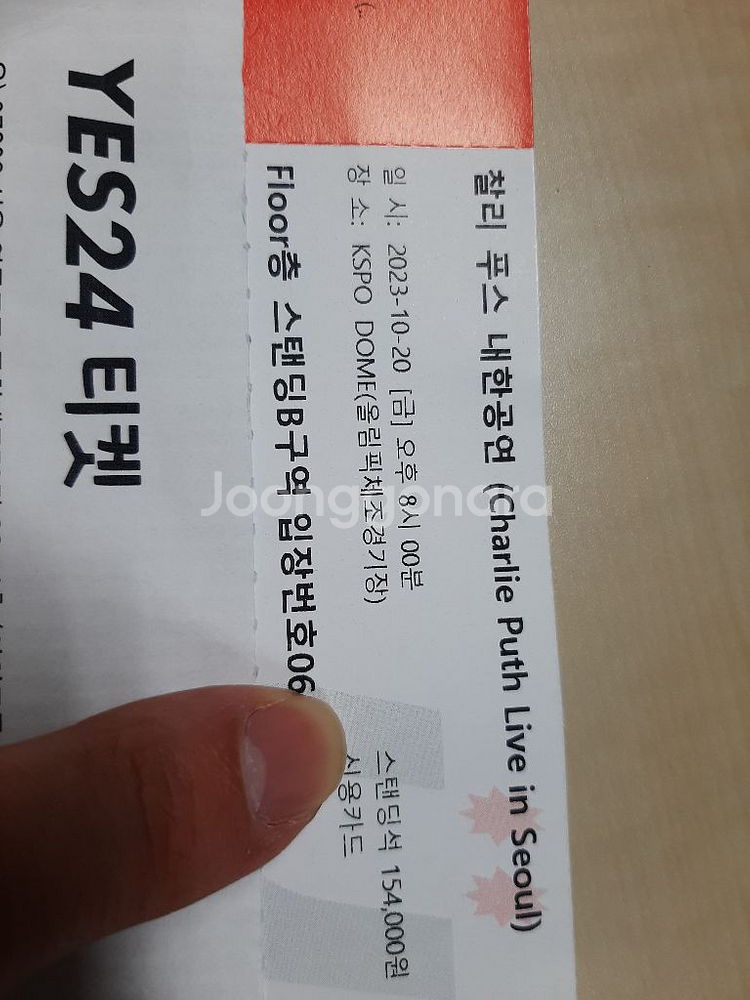 찰리 푸스 내한공연 (Charlie Puth Live in Seoul)
일 시: 2023-10-20 [금] 오후 8시 00분
장 소: KSPO DOME(올림픽체조경기장)
스탠딩석 154,000원
신용카드
Floor층 스탠딩B구역 입장번호06
YES24 티켓
Joonggonara